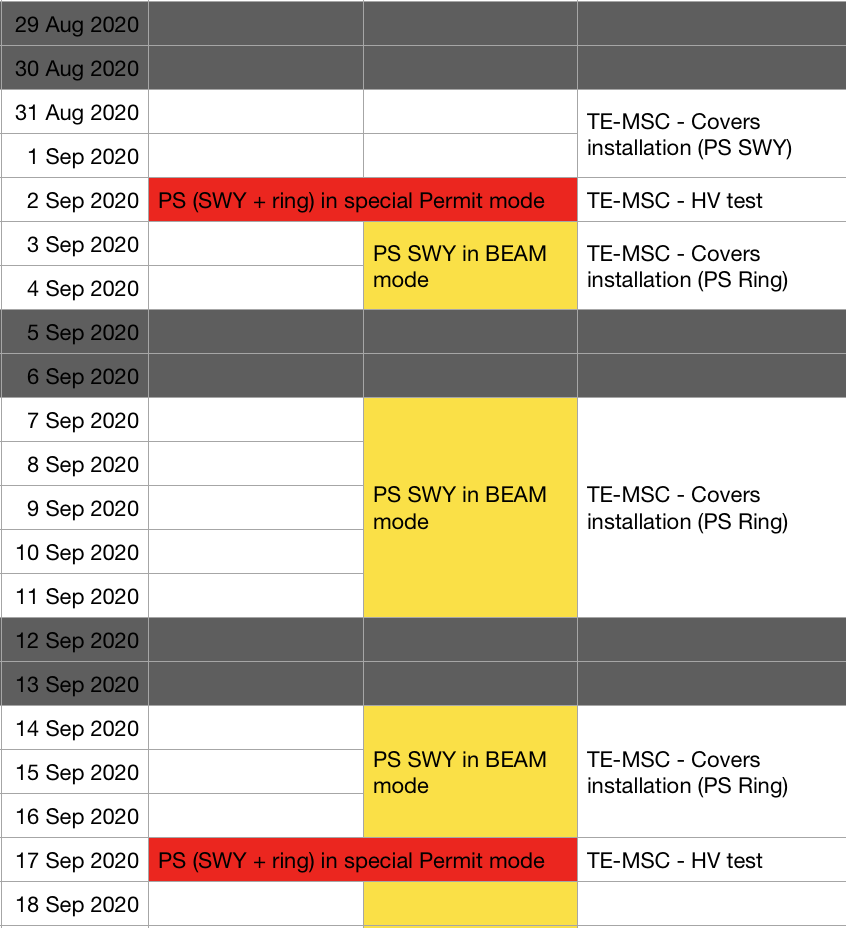 29 Aug 2020
30 Aug 2020
31 Aug 2020
TE-MSC - Covers
installation (PS SWY)
1 Sep 2020
2 Sep 2020 PS (SWY + ring) in special Permit mode TE-MSC - HV test
3 Sep 2020
PS SWY in BEAM
mode
TE-MSC - Covers
installation (PS Ring)
4 Sep 2020
5 Sep 2020
6 Sep 2020
7 Sep 2020
8 Sep 2020
9 Sep 2020
PS SWY in BEAM
mode
TE-MSC - Covers
installation (PS Ring)
10 Sep 2020
11 Sep 2020
12 Sep 2020
13 Sep 2020
14 Sep 2020
15 Sep 2020
PS SWY in BEAM
mode
TE-MSC - Covers
installation (PS Ring)
16 Sep 2020
17 Sep 2020 PS (SWY + ring) in special Permit mode TE-MSC - HV test
18 Sep 2020